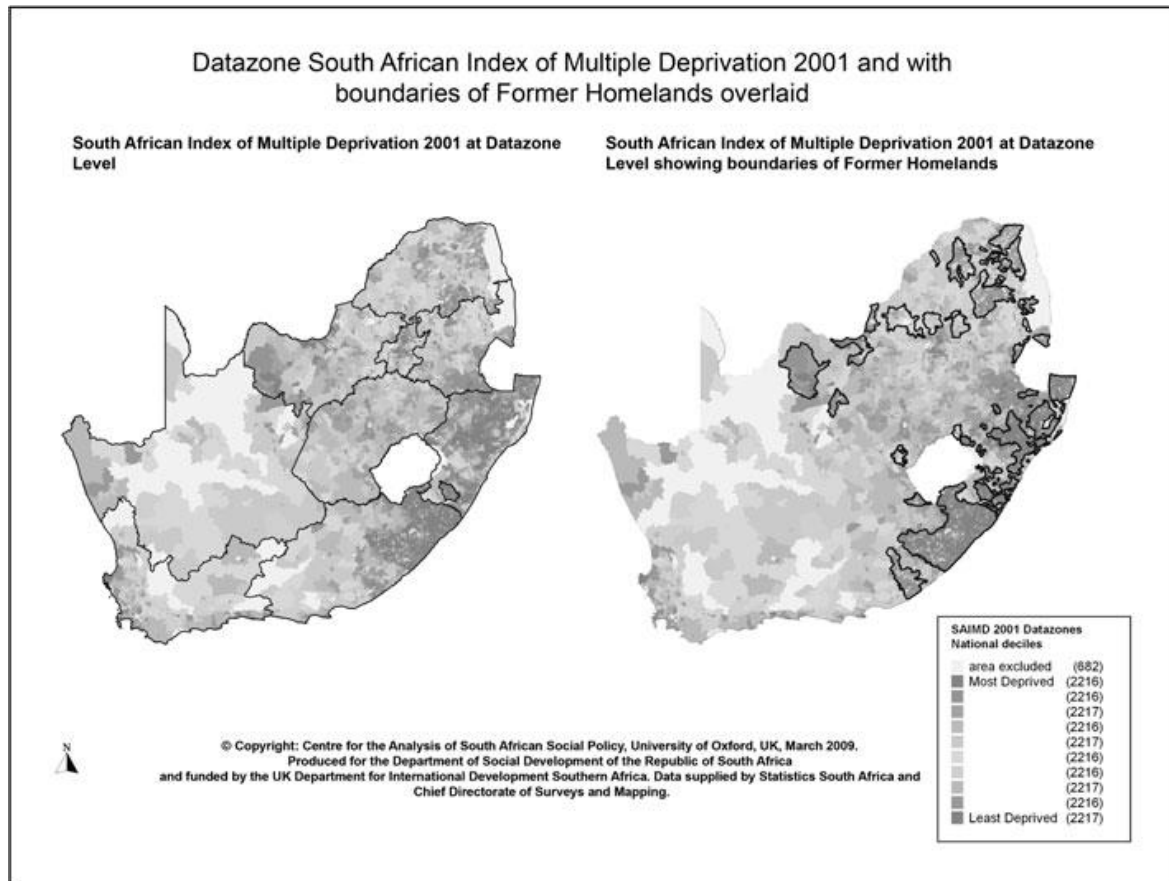 Datazone South African Index of Multiple Deprivation 2001 and with
boundaries of Former Homelands overlaid
South African Index of Multiple Deprivation 2001 at Datazone
Level
South African Index of Multiple Deprivation 2001 at Datazone
Level showing boundaries of Former Homelands
SAIMD 2001 Datazones
National deciles
area excluded (682)
Most Deprived (2216)
(2216)
(2217)
(2216)
(2217)
(2216)
(2216)
(2217)
(2216)
Least Deprived (2217)
N
© Copyright: Centre for the Analysis of South African Social Policy, University of Oxford, UK, March 2009.
Produced for the Department of Social Development of the Republic of South Africa
and funded by the UK Department for International Development Southern Africa. Data supplied by Statistics South Africa and
Chief Directorate of Surveys and Mapping.